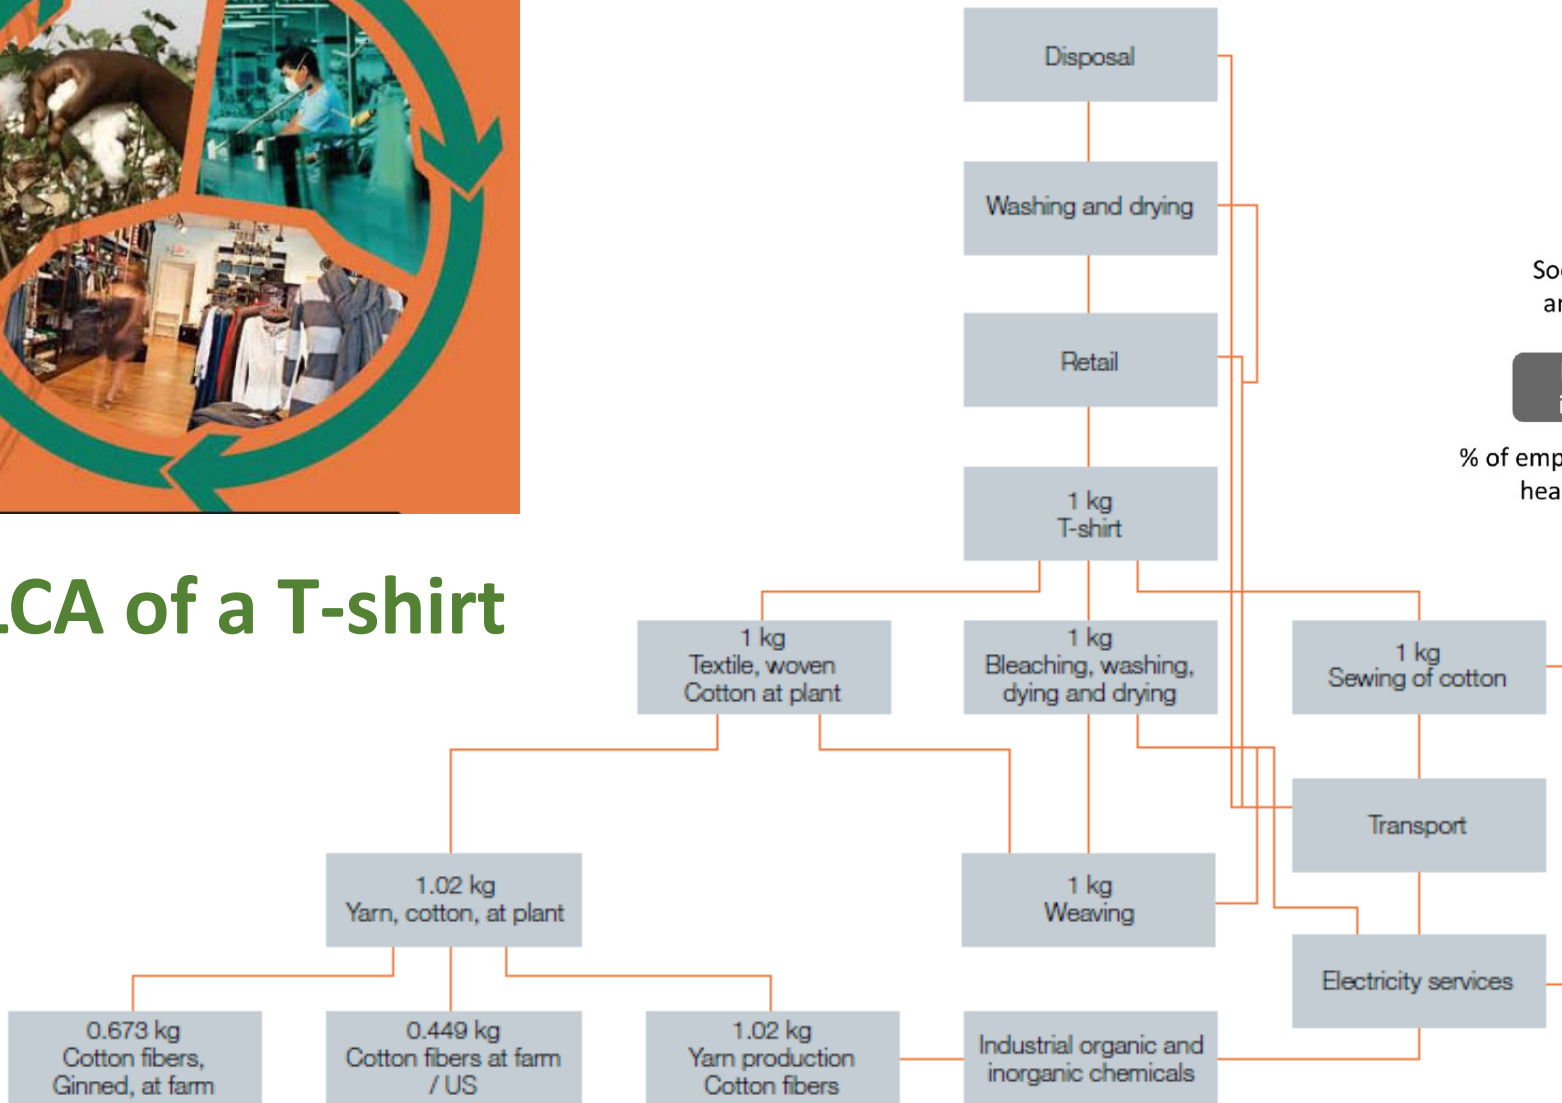 Disposal
Washing and drying
Retail
1 kg
T-shirt
% of
CA of a T-shirt
1 kg
Textile, woven
Cotton at plant
1 kg
Bleaching, washing,
dying and drying
1 kg
Sewing of cotton
Transport
1.02 kg
Yarn, cotton, at plant
1 kg
Weaving
Electricity services
0.673 kg
Cotton fibers,
Ginned, at farm
0.449 kg
Cotton fibers at farm
/ US
1.02 kg
Yarn production
Cotton fibers
Industrial organic and
inorganic chemicals